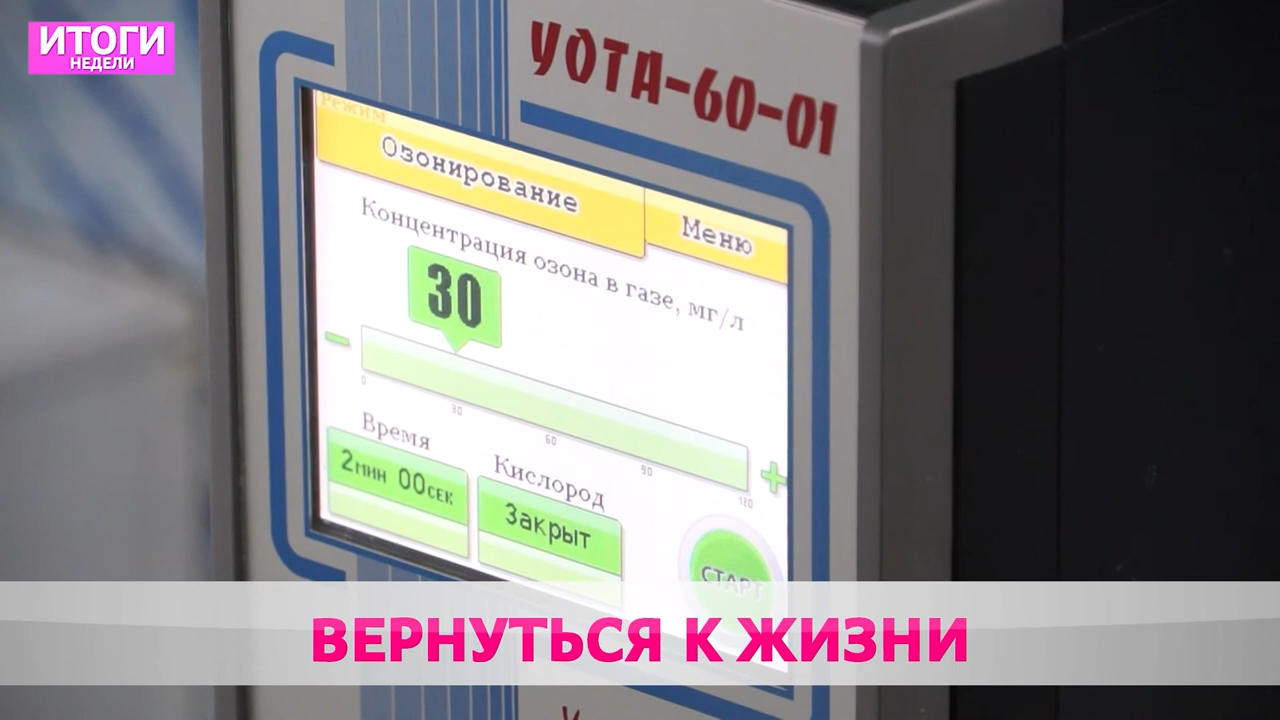 ИТОГИ
НЕДЕЛИ
УОТА-60-01
Режим
Озонирование
Меню
Концентрация озона в газе, мг/л
30
0 30 60 90 120
Время
Кислород
2мин 00сек
Закрыт
СТАРТ
ВЕРНУТЬСЯ К ЖИЗНИ